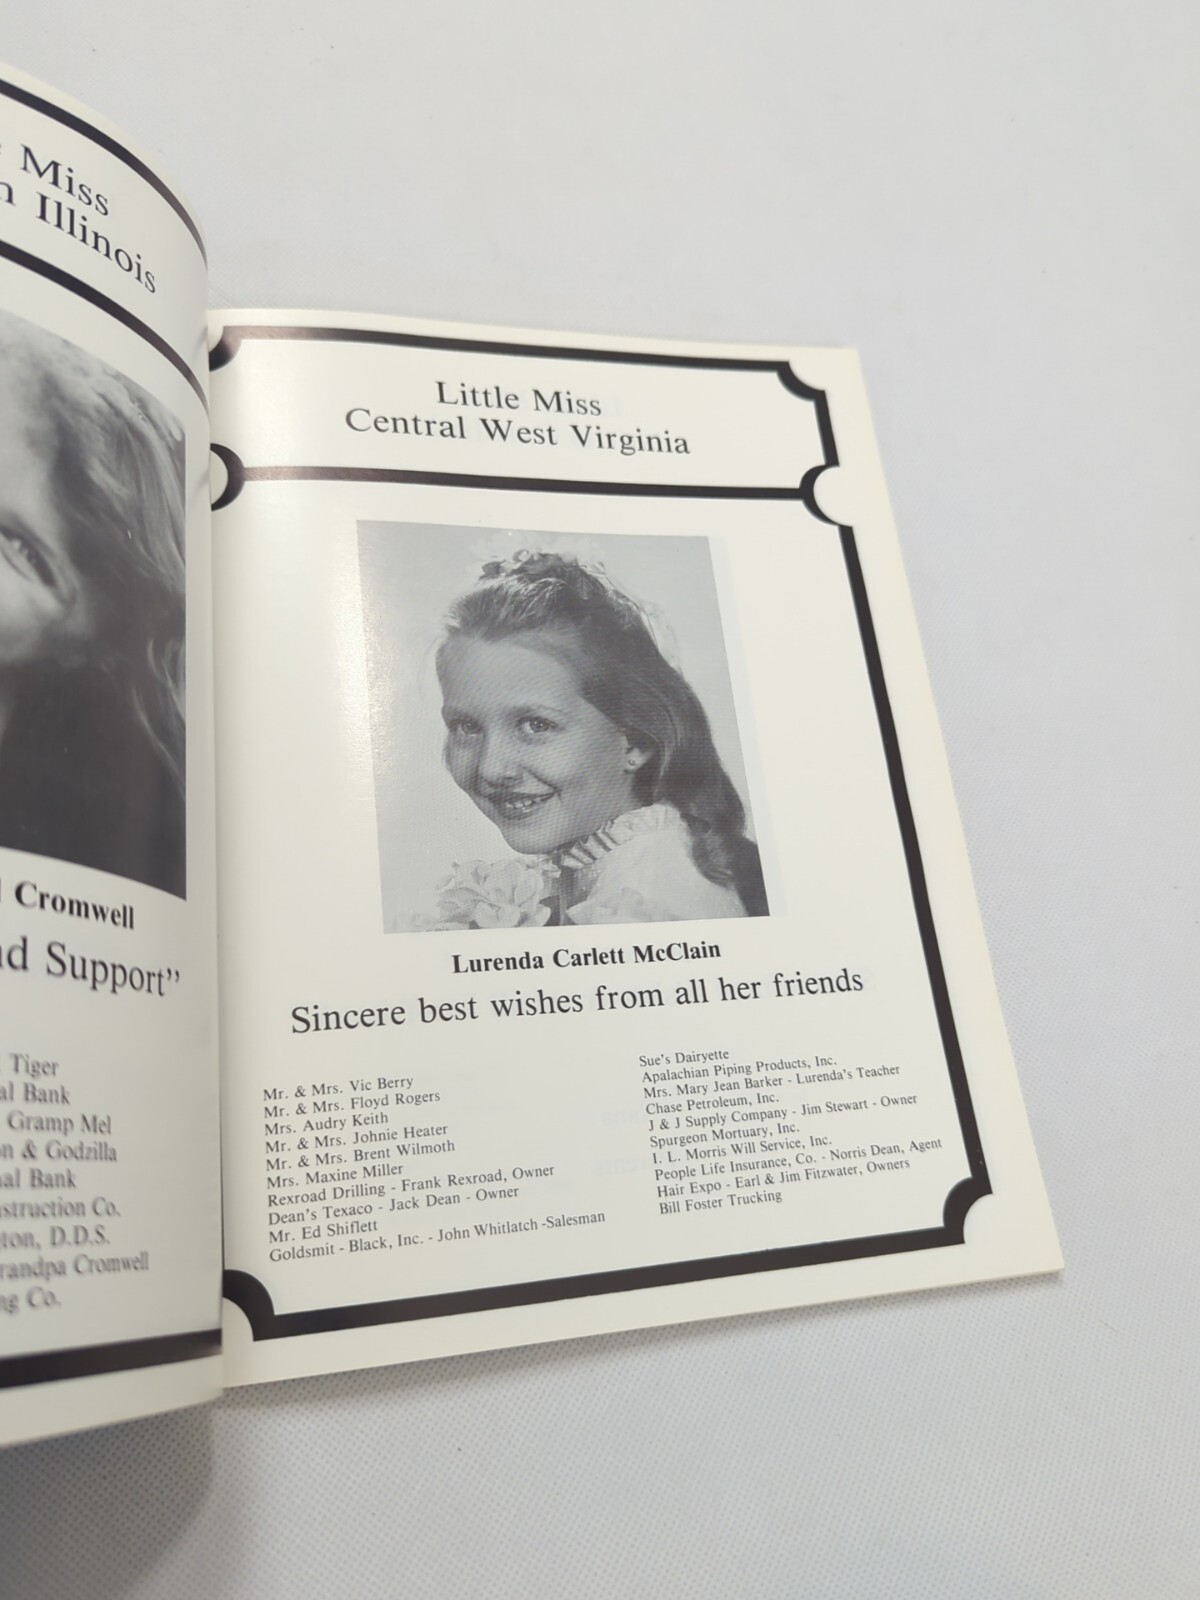 Miss
Illinois
Cromwell
Support”
Tiger
Bank
Gramp Mel
& Godzilla
Bank
Co.
D.D.S.
Cromwell
Co.
Little Miss
Central West Virginia
Lurenda Carlett McClain
Sincere best wishes from all her friends
Mr. & Mrs. Vic Berry
Mr. & Mrs. Floyd Rogers
Mrs. Audry Keith
Mr. & Mrs. Johnie Heater
Mr. & Mrs. Brent Wilmoth
Mrs. Maxine Miller
Rexroad Drilling - Frank Rexroad, Owner
Dean's Texaco - Jack Dean - Owner
Mr. Ed Shiflett
Goldsmit - Black, Inc. - John Whitlatch -Salesman
Sue's Dairyette
Apalachian Piping Products, Inc.
Mrs. Mary Jean Barker - Lurenda's Teacher
Chase Petroleum, Inc.
J & J Supply Company - Jim Stewart - Owner
Spurgeon Mortuary, Inc.
I. L. Morris Will Service, Inc.
People Life Insurance, Co. - Norris Dean, Agent
Hair Expo - Earl & Jim Fitzwater, Owners
Bill Foster Trucking